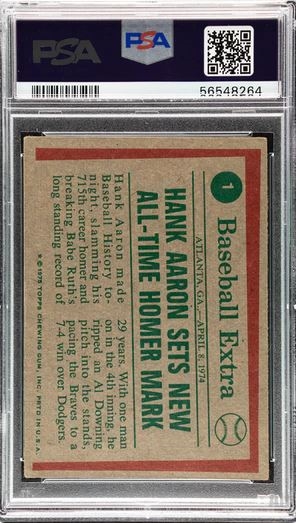 PSA
PSA
56548264
1
Baseball Extra
ATLANTA, GA.,—APRIL 8, 1974
HANK AARON SETS NEW
ALL-TIME HOMER MARK
Hank Aaron made
Baseball History to-
night, slamming his
715th career homer and
breaking Babe Ruth's
long standing record of
29 years. With one man
on in the 4th inning, he
ripped an Al Downing
pitch into the stands,
pacing the Braves to a
7-4 win over Dodgers.
* © 1975 TOPPS CHEWING GUM, INC. PRTD. IN U.S.A.